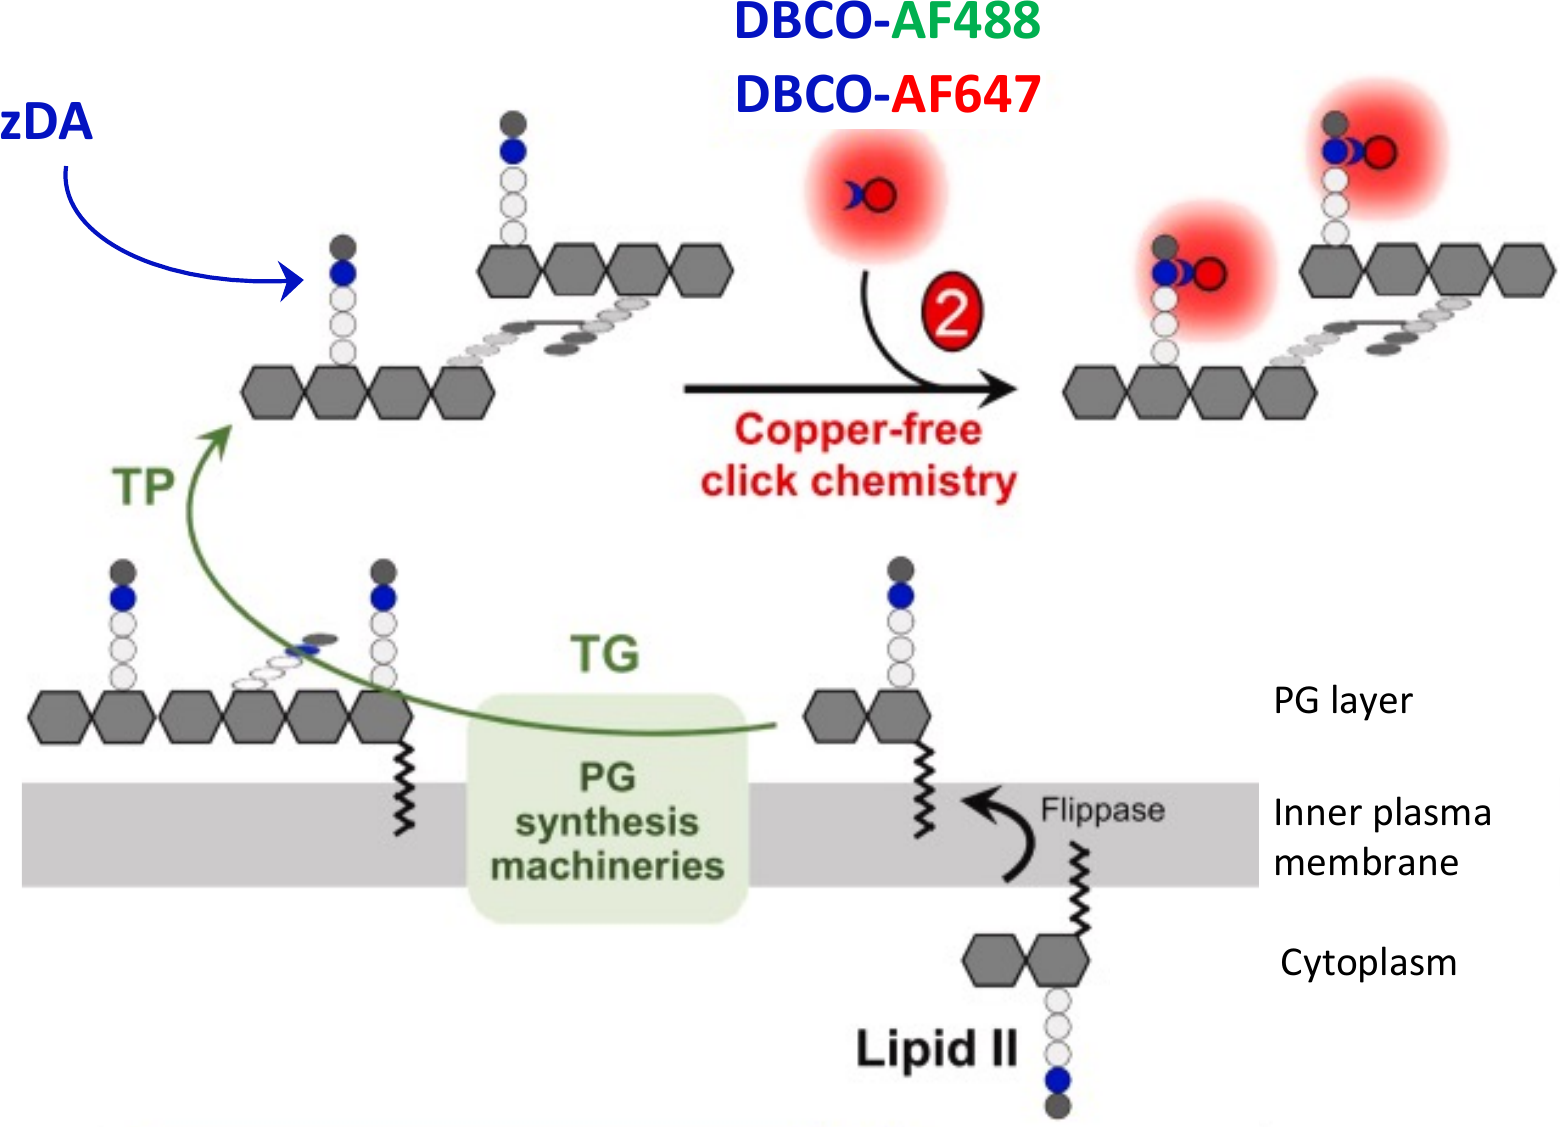 DBCO-AF488
DBCO-AF647
zDA
2
Copper-free
click chemistry
TP
TG
PG
synthesis
machineries
PG layer
Flippase
Inner plasma
membrane
Cytoplasm
Lipid II